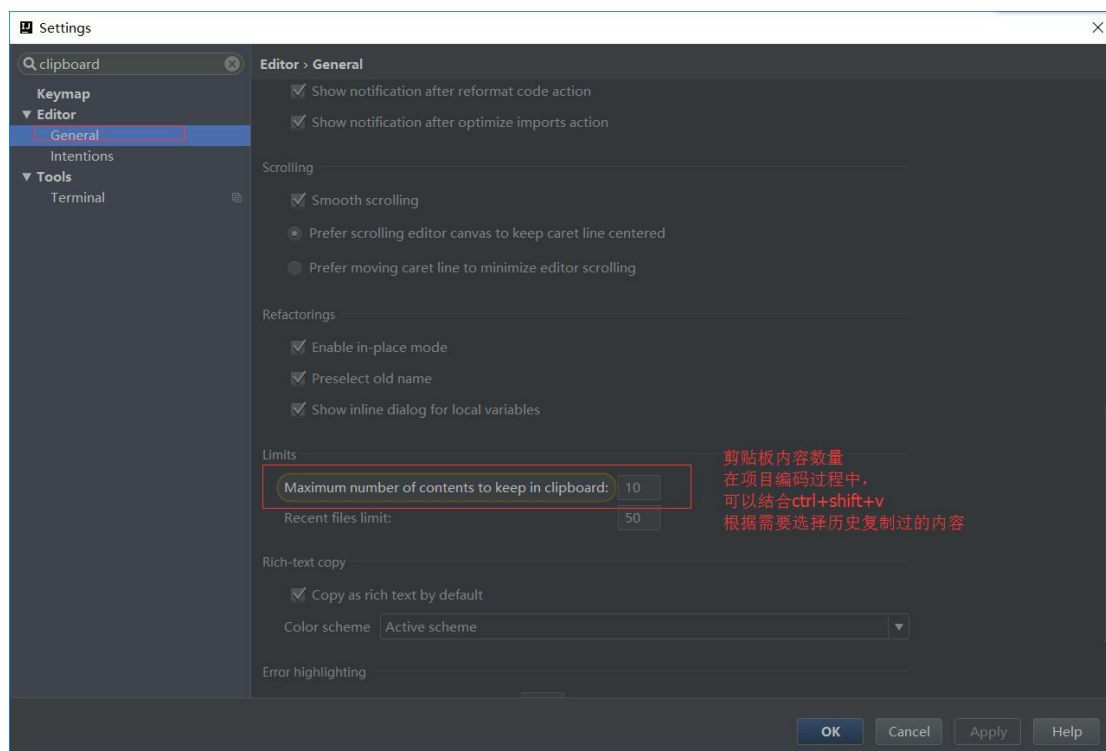 Settings
clipboard
Keymap
Editor
General
Intentions
Tools
Terminal
Editor › General
Show notification after reformat code action
Show notification after optimize imports action
Scrolling
Smooth scrolling
Prefer scrolling editor canvas to keep caret line centered
Prefer moving caret line to minimize editor scrolling
Refactorings
Enable in-place mode
Preselect old name
Show inline dialog for local variables
Limits
Maximum number of contents to keep in clipboard: 10
Recent files limit: 50
剪贴板内容数量
在项目编码过程中，
可以结合ctrl+shift+v
根据需要选择历史复制过的内容
Rich-text copy
Copy as rich text by default
Color scheme Active scheme
Error highlighting
OK Cancel Apply Help